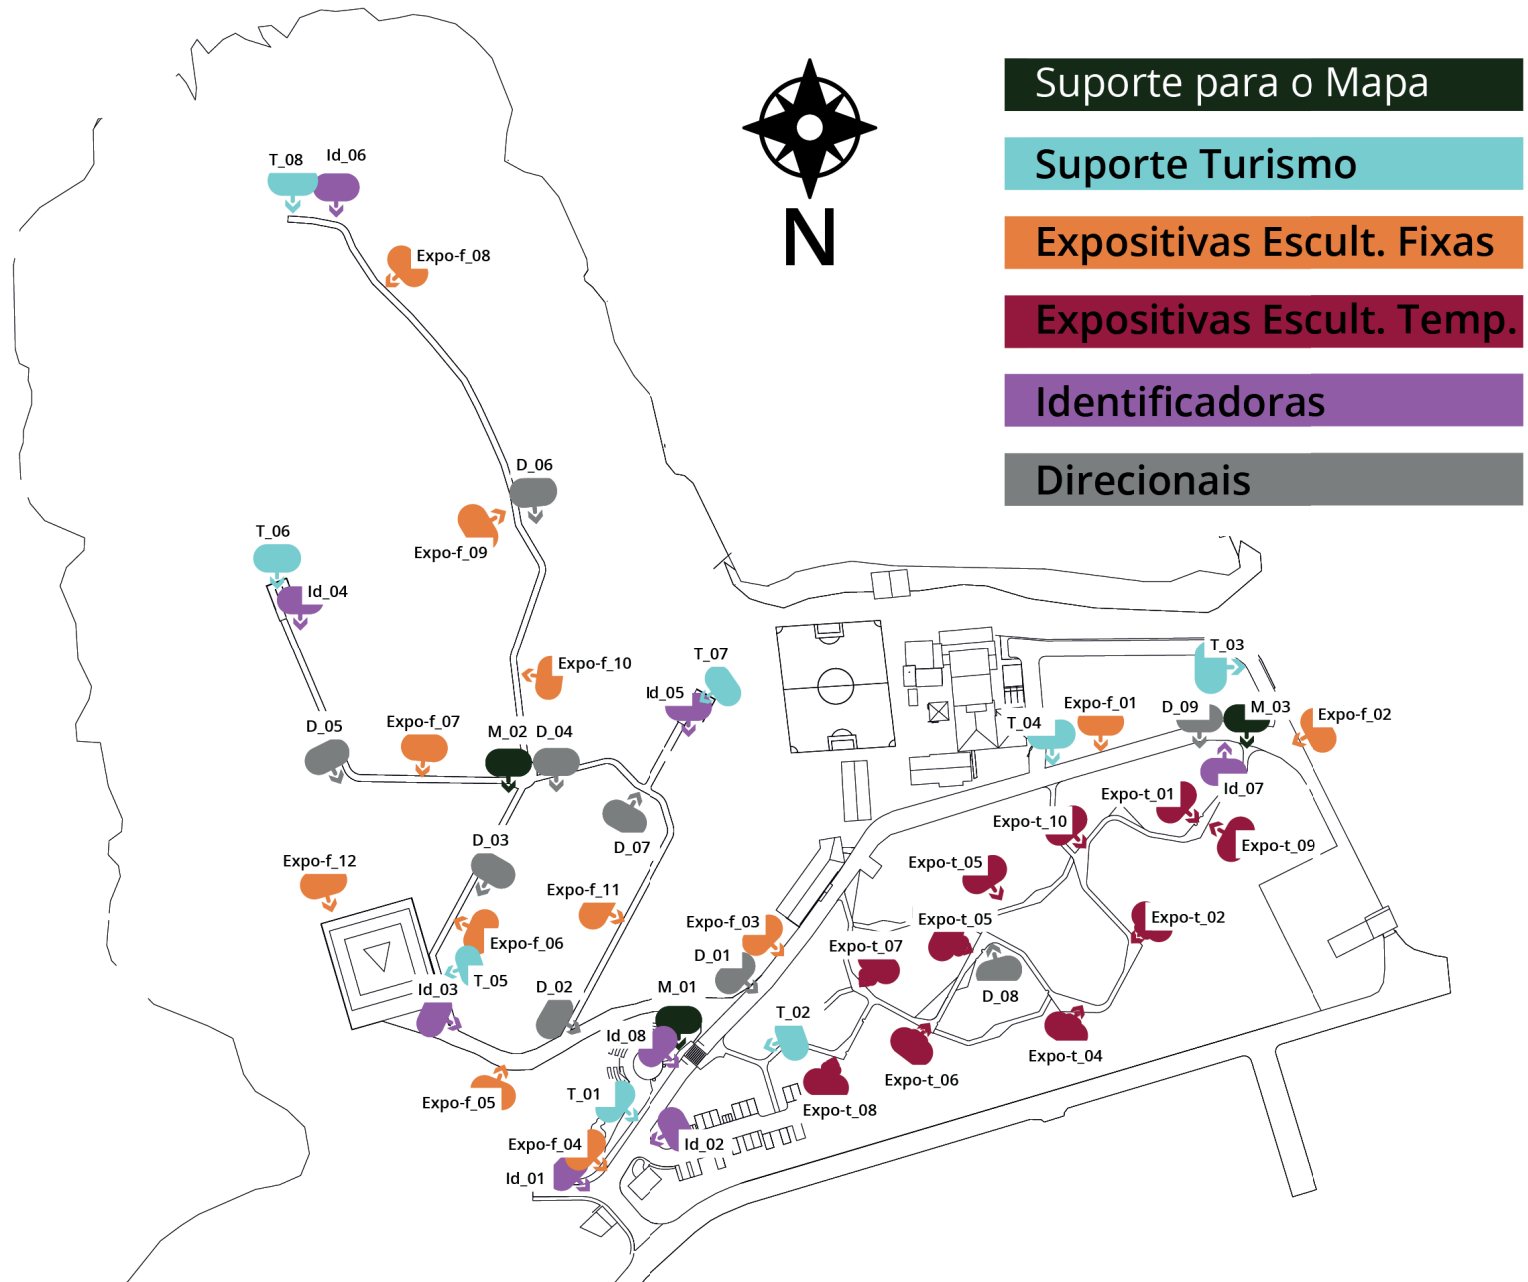 Suporte para o Mapa
Suporte Turismo
Expositivas Escult. Fixas
Expositivas Escult. Temp.
Identificadoras
Direcionais
N
T_08
Id_06
Expo-f_08
D_06
Expo-f_09
T_06
Id_04
Expo-f_10
T_07
Id_05
T_03
Expo-f_01
D_09
M_03
Expo-f_02
T_04
D_05
Expo-f_07
M_02
D_04
Id_07
Expo-t_01
Expo-t_10
Expo-t_09
D_03
D_07
Expo-f_12
Expo-t_05
Expo-f_11
Expo-f_03
Expo-t_05
Expo-t_02
Expo-f_06
Expo-t_07
D_01
T_05
Id_03
D_02
M_01
D_08
T_02
Id_08
Expo-t_04
Expo-t_06
T_01
Expo-f_05
Expo-t_08
Expo-f_04
Id_02
Id_01